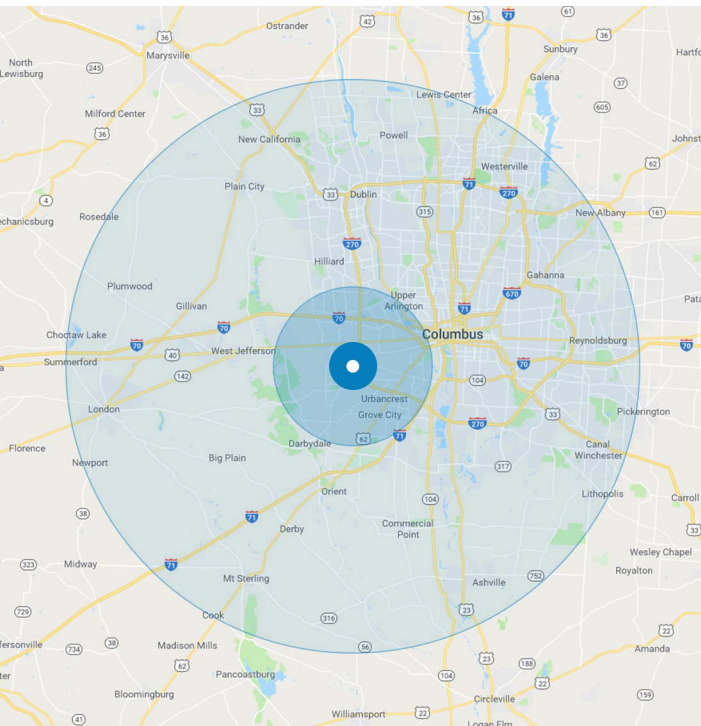 61
Ostrander
42
36
71
36
Marysville
36
Sunbury
36
North
Lewisburg
245
Galena
Hartfo
37
Lewis Center
605
Milford Center
33
Africa
36
New California
Powell
Johnst
62
Westerville
Plain City
33
Dublin
71
270
4
315
New Albany
161
echanicsburg
Rosedale
270
Hilliard
Gahanna
Plumwood
Upper
Arlington
670
Pata
Gillivan
71
70
70
Choctaw Lake
Columbus
70
Reynoldsburg
70
40
West Jefferson
Summerford
70
a
142
104
Urbancrest
London
Grove City
33
Pickerington
270
71
62
Darbydale
Canal
Winchester
Florence
Big Plain
Newport
317
Orient
Lithopolis
Carroll
104
38
71
Commercial
Point
Derby
33
Wesley Chapel
323
Midway
71
Royalton
Mt Sterling
752
Ashville
729
Cook
23
316
22
38
fersonville
734
Madison Mills
56
Amanda
62
23
188
ter
Pancoastburg
104
22
Bloomingburg
Circleville
159
Williamsport
22
41
Logan Elm